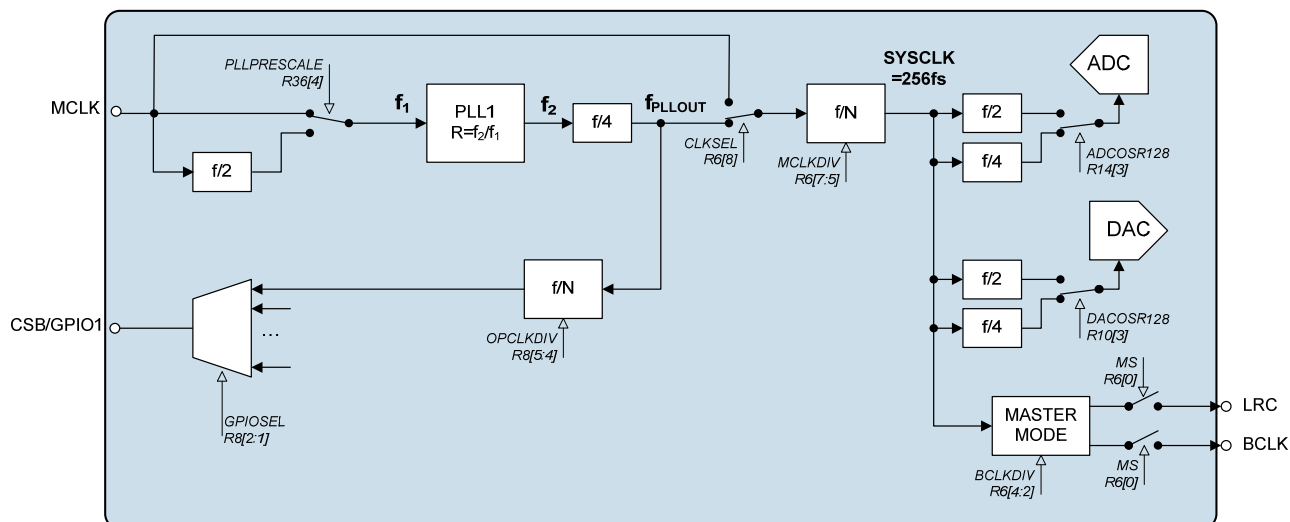 PLLPRESCALE
R36[4]
MCLK
f/2
f1
PLL1
R=f2/f1
f2
f/4
fPLLOUT
CLKSEL
R6[8]
f/N
MCLKDIV
R6[7:5]
SYSCLK
=256fs
f/2
f/4
ADC
ADCOSR128
R14[3]
DAC
f/2
f/4
DACOSR128
R10[3]
f/N
OPCLKDIV
R8[5:4]
CSB/GPIO1
...
GPIOSEL
R8[2:1]
MASTER
MODE
BCLKDIV
R6[4:2]
MS
R6[0]
LRC
BCLK
MS
R6[0]